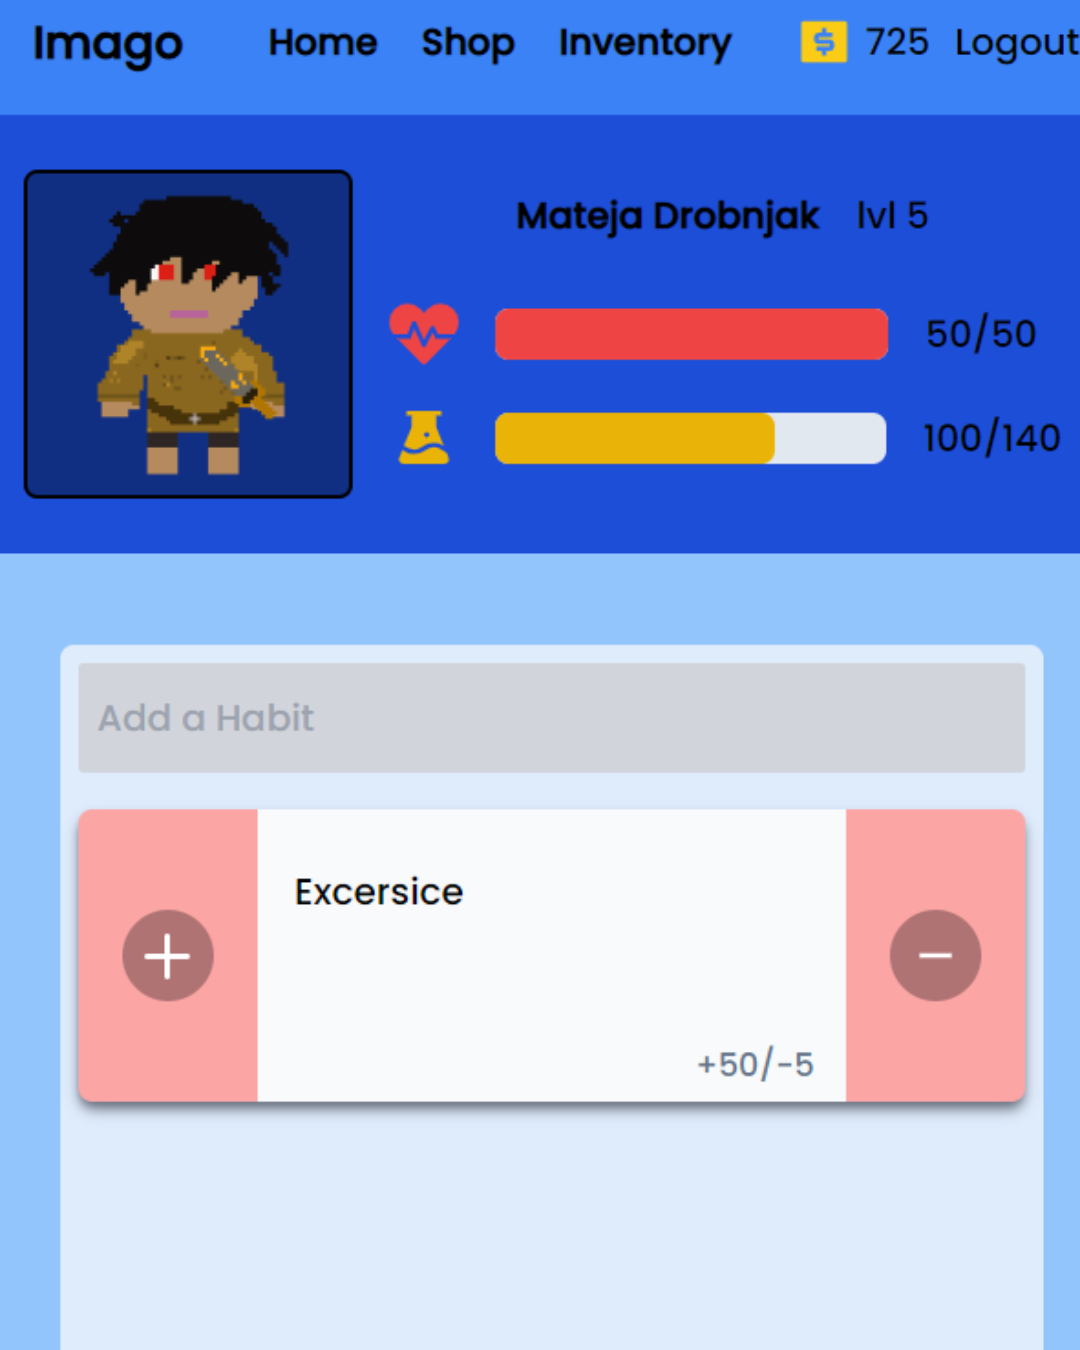 Imago Home Shop Inventory $ 725 Logout
Mateja Drobnjak lvl 5
50/50
100/140
Add a Habit
Excersice
+50/-5